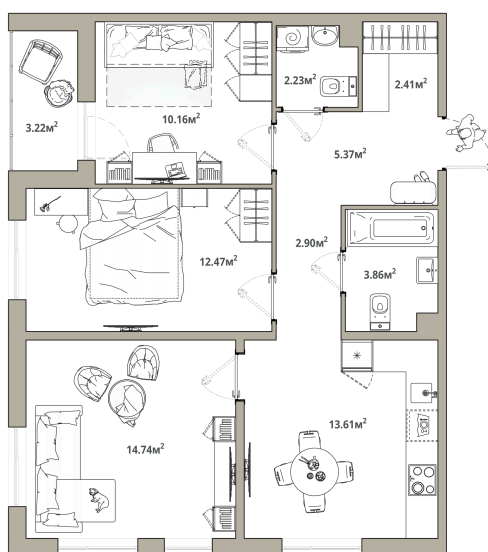 2.23м²
2.41м²
3.22м²
10.16м²
5.37м²
12.47м²
2.90м²
3.86м²
14.74м²
13.61м²